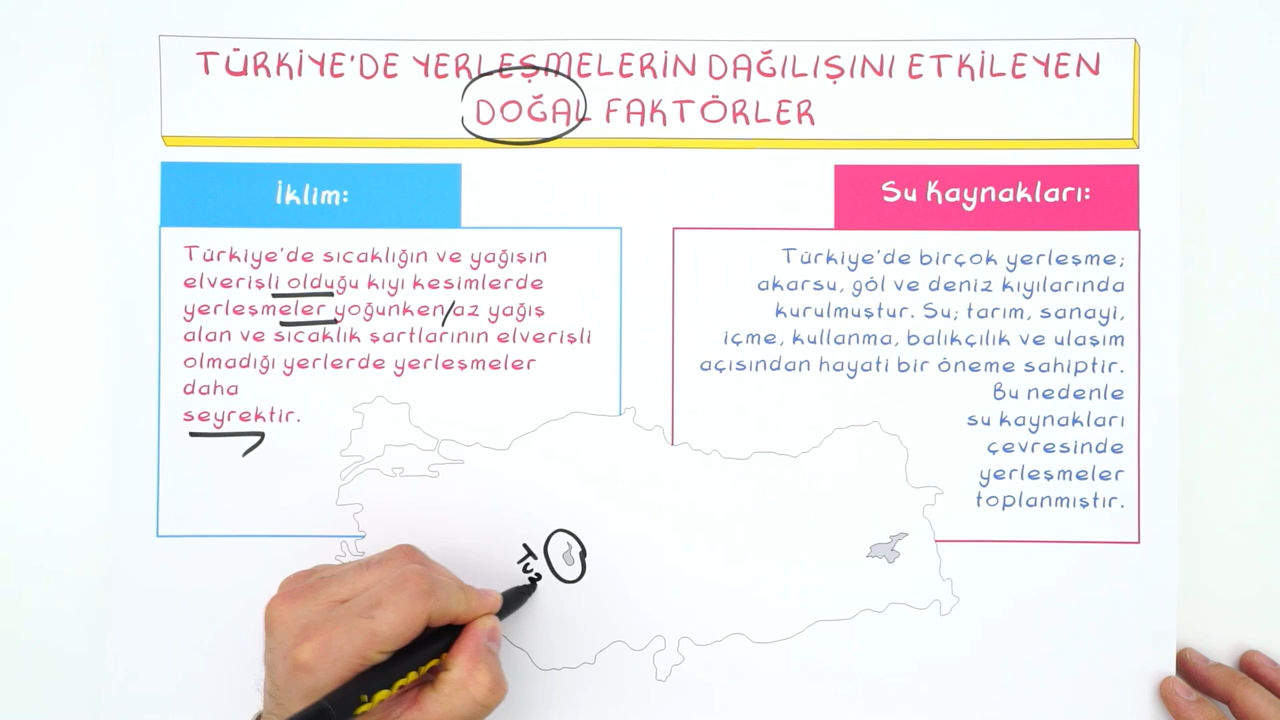 TÜRKİYE'DE YERLEŞMELERİN DAĞILIŞINI ETKİLEYEN
DOĞAL FAKTÖRLER
İklim:
Türkiye'de sıcaklığın ve yağışın
elverişli olduğu kıyı kesimlerde
yerleşmeler yoğunken/az yağış
alan ve sıcaklık şartlarının elverişli
olmadığı yerlerde yerleşmeler
daha
seyrektir.
Su Kaynakları:
Türkiye'de birçok yerleşme;
akarsu, göl ve deniz kıyılarında
kurulmuştur. Su; tarım, sanayi,
içme, kullanma, balıkçılık ve ulaşım
açısından hayati bir öneme sahiptir.
Bu nedenle
su kaynakları
çevresinde
yerleşmeler
toplanmıştır.
Tuz